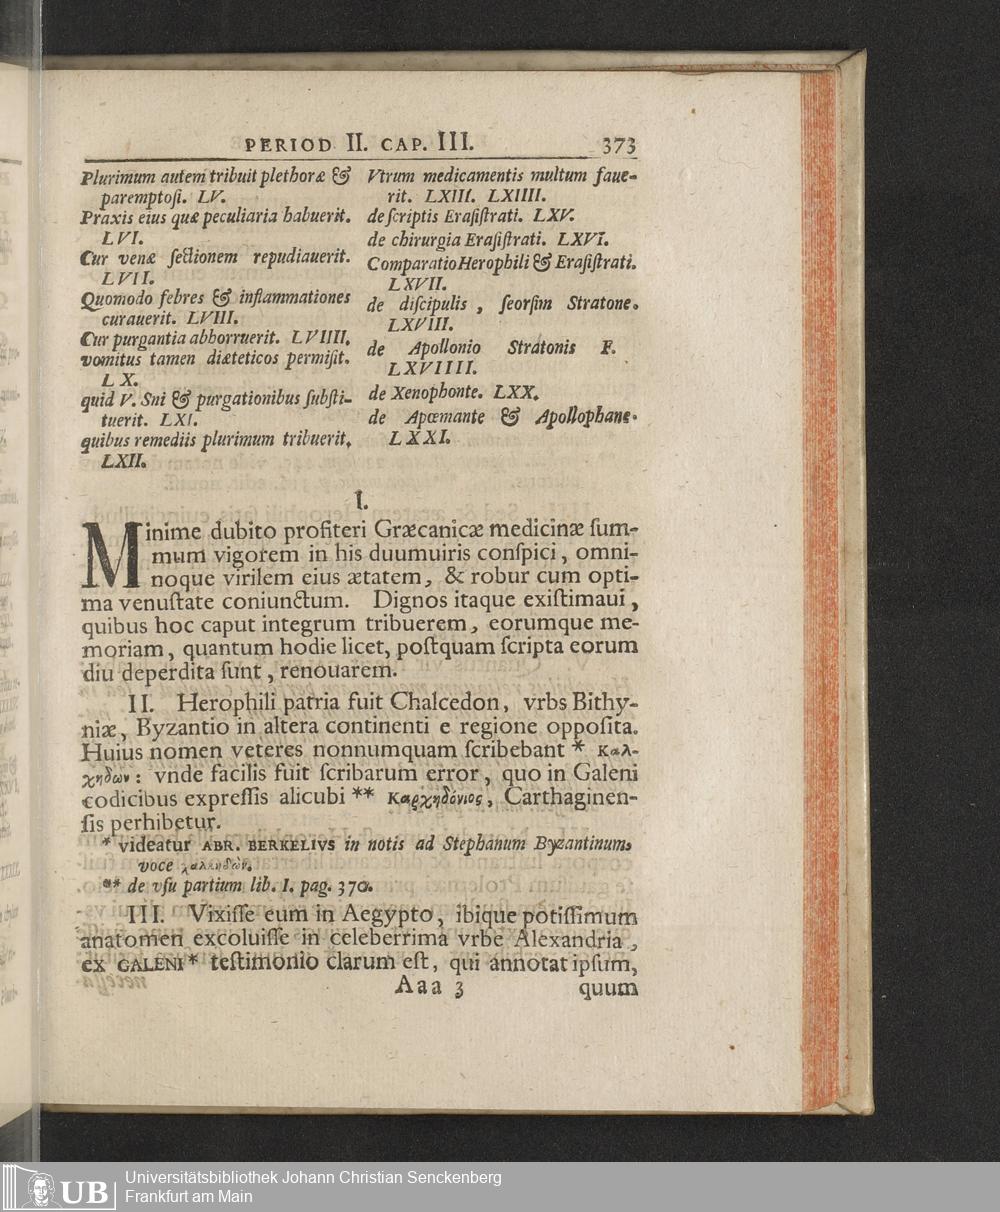 PERIOD II. CAP. III. 373
Plurimum autem tribuit plethoræ &
paremptosi. LV.
Praxis eius quæ peculiaria habuerit.
LVI.
Cur venæ sectionem repudiauerit.
LVII.
Quomodo febres & inflammationes
curauerit. LVIII.
Cur purgantia abhorruerit. LVIIII.
vomitus tamen diæteticos permisit.
LX.
quid V. Sni & purgationibus substi-
tuerit. LXI.
quibus remediis plurimum tribuerit.
LXII.
Vtrum medicamentis multum faue-
rit. LXIII. LXIIII.
de scriptis Erasistrati. LXV.
de chirurgia Erasistrati. LXVI.
Comparatio Herophili & Erasistrati.
LXVII.
de discipulis, seorsim Stratone.
LXVIII.
de Apollonio Stratonis F.
LXVIIII.
de Xenophonte. LXX.
de Apœmante & Apollophane.
LXXI.
I.
Minime dubito profiteri Græcanicæ medicinæ sum-
mum vigorem in his duumuiris conspici, omni-
noque virilem eius ætatem, & robur cum opti-
ma venustate coniunctum. Dignos itaque existimaui,
quibus hoc caput integrum tribuerem, eorumque me-
moriam, quantum hodie licet, postquam scripta eorum
diu deperdita sunt, renouarem.
II. Herophili patria fuit Chalcedon, vrbs Bithy-
niæ, Byzantio in altera continenti e regione opposita.
Huius nomen veteres nonnumquam scribebant * Καλ-
χηδων: vnde facilis fuit scribarum error, quo in Galeni
codicibus expressis alicubi ** Καρχηδόνιος, Carthaginen-
sis perhibetur.
* videatur ABR. BERKELIVS in notis ad Stephanum Byzantinum,
voce χαλκηδών.
** de vsu partium lib. I. pag. 370.
III. Vixisse eum in Aegypto, ibique potissimum
anatomen excoluisse in celeberrima vrbe Alexandria,
ex GALENI * testimonio clarum est, qui annotat ipsum,
Aaa 3 quum
UB
Universitätsbibliothek Johann Christian Senckenberg
Frankfurt am Main